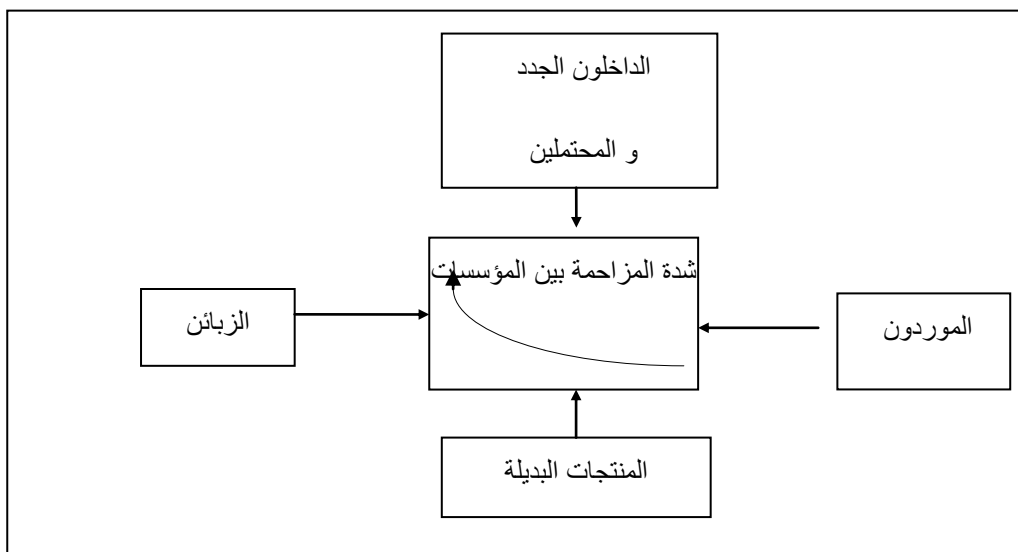 الداخلون الجدد
و المحتملين
شدة المزاحمة بين المؤسسات
الموردون
الزبائن
المنتجات البديلة